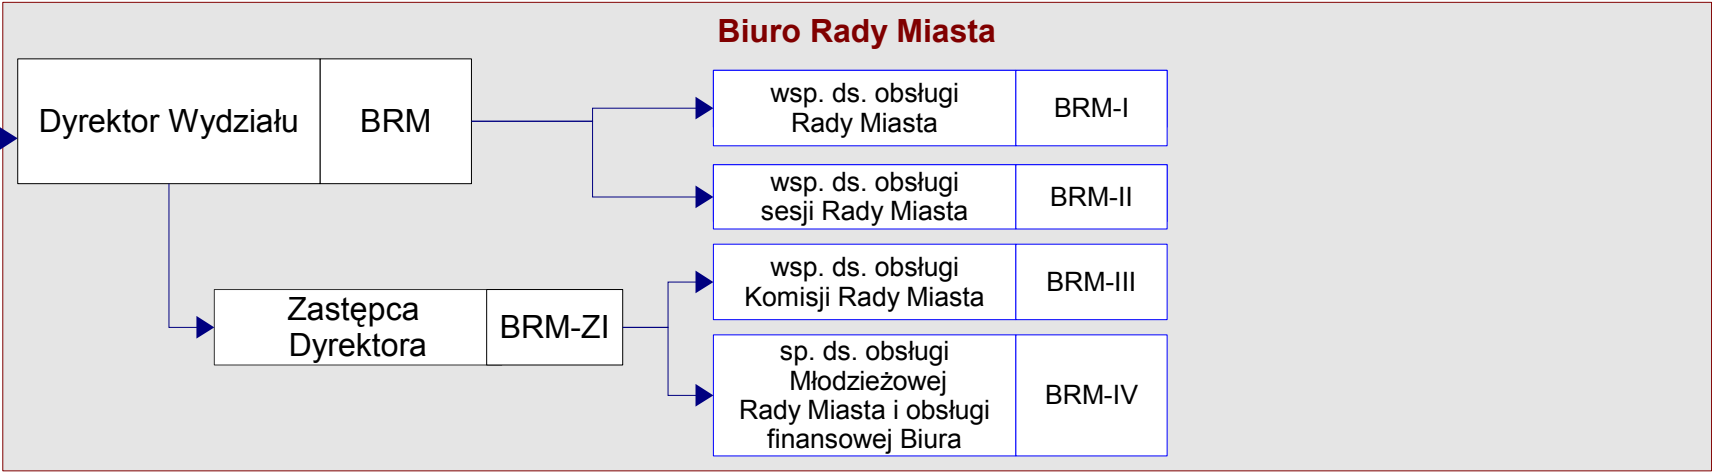 Biuro Rady Miasta
Dyrektor Wydziału
BRM
wsp. ds. obsługi
Rady Miasta
BRM-I
wsp. ds. obsługi
sesji Rady Miasta
BRM-II
wsp. ds. obsługi
Komisji Rady Miasta
BRM-III
Zastępca
Dyrektora
BRM-ZI
sp. ds. obsługi
Młodzieżowej
Rady Miasta i obsługi
finansowej Biura
BRM-IV